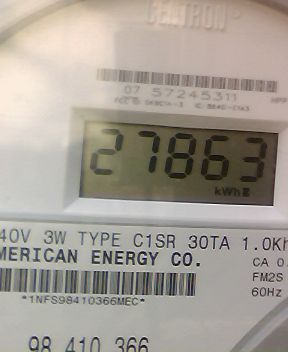 CENTRON®
07 57245311
27863
kWh
40V 3W TYPE C1SR 30TA 1.0Kh
MERICAN ENERGY CO.
CA 0.
FM2S
60Hz
*1NFS98410366MEC*
98 410 366